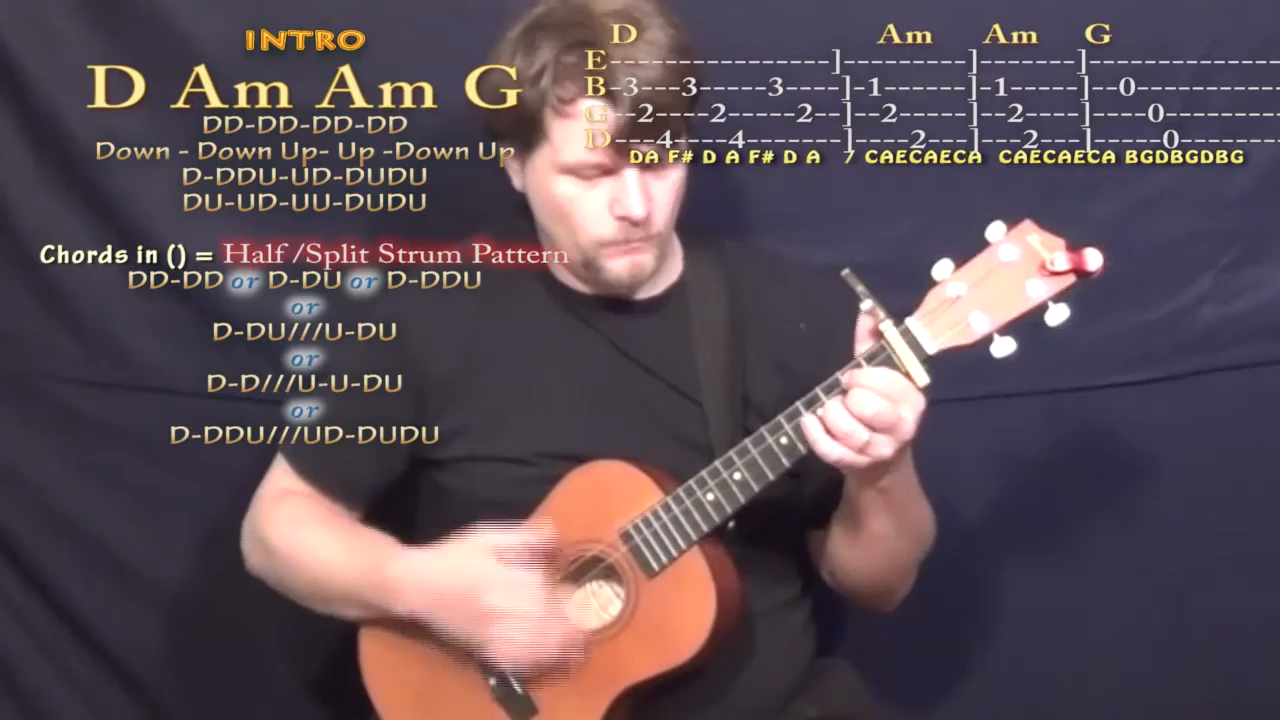 INTRO
D Am Am G
DD-DD-DD-DD
Down - Down Up- Up -Down Up
D-DDU-UD-DUDU
DU-UD-UU-DUDU
Chords in () = Half /Split Strum Pattern
DD-DD or D-DU or D-DDU
or
D-DU///U-DU
or
D-D///U-U-DU
or
D-DDU///UD-DUDU
D Am Am G
E-----------------]----------]--------]---------------
B-3---3-----3----]-1-------]-1------]--0------------
G--2----2-----2--]--2------]--2-----]----0----------
D---4----4-------]-----2---]---2----]-----0---------
DA F# D A F# D A / CAECAECA CAECAECA BGDBGDBG